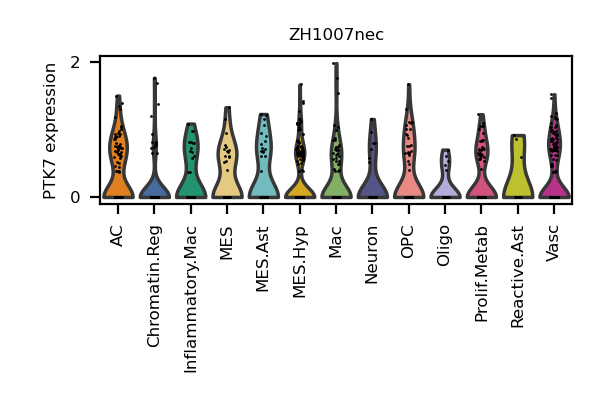 ZH1007nec
PTK7 expression
2
0
AC
Chromatin.Reg
Inflammatory.Mac
MES
MES.Ast
MES.Hyp
Mac
Neuron
OPC
Oligo
Prolif.Metab
Reactive.Ast
Vasc